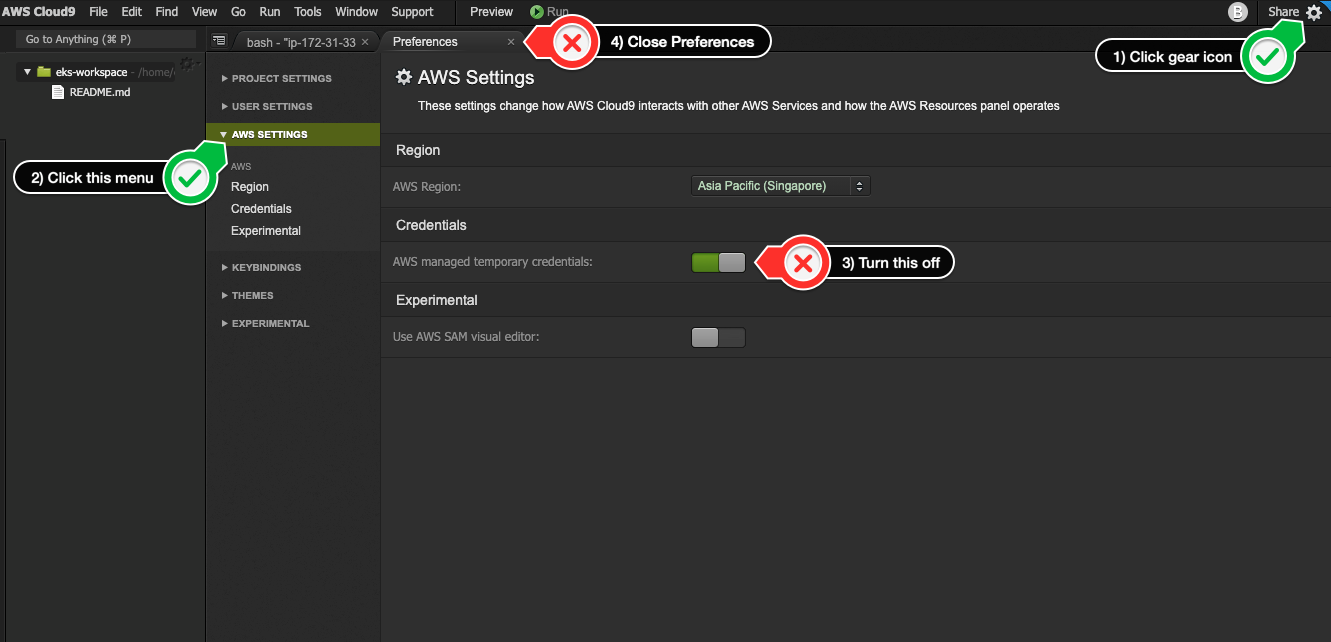 AWS Cloud9 File Edit Find View Go Run Tools Window Support Preview Run B Share
Go to Anything (⌘ P) bash - "ip-172-31-33 × Preferences × 4) Close Preferences
1) Click gear icon
eks-workspace - /home/
README.md
PROJECT SETTINGS
USER SETTINGS
AWS SETTINGS
2) Click this menu
AWS
Region
Credentials
Experimental
KEYBINDINGS
THEMES
EXPERIMENTAL
AWS Settings
These settings change how AWS Cloud9 interacts with other AWS Services and how the AWS Resources panel operates
Region
AWS Region: Asia Pacific (Singapore)
Credentials
AWS managed temporary credentials: 3) Turn this off
Experimental
Use AWS SAM visual editor: